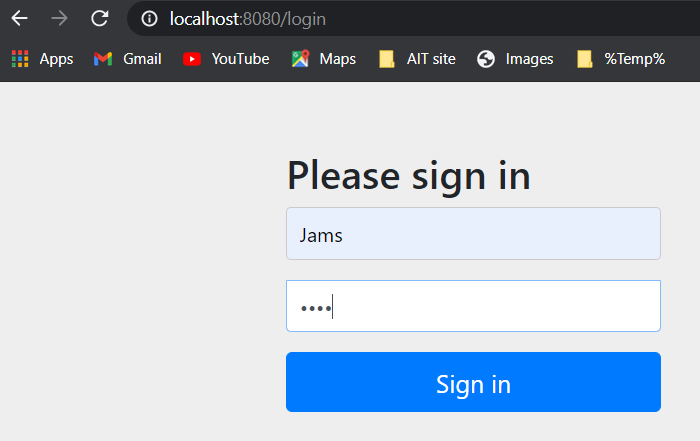 localhost:8080/login
Apps Gmail YouTube Maps AIT site Images %Temp%
Please sign in
Jams
••••
Sign in